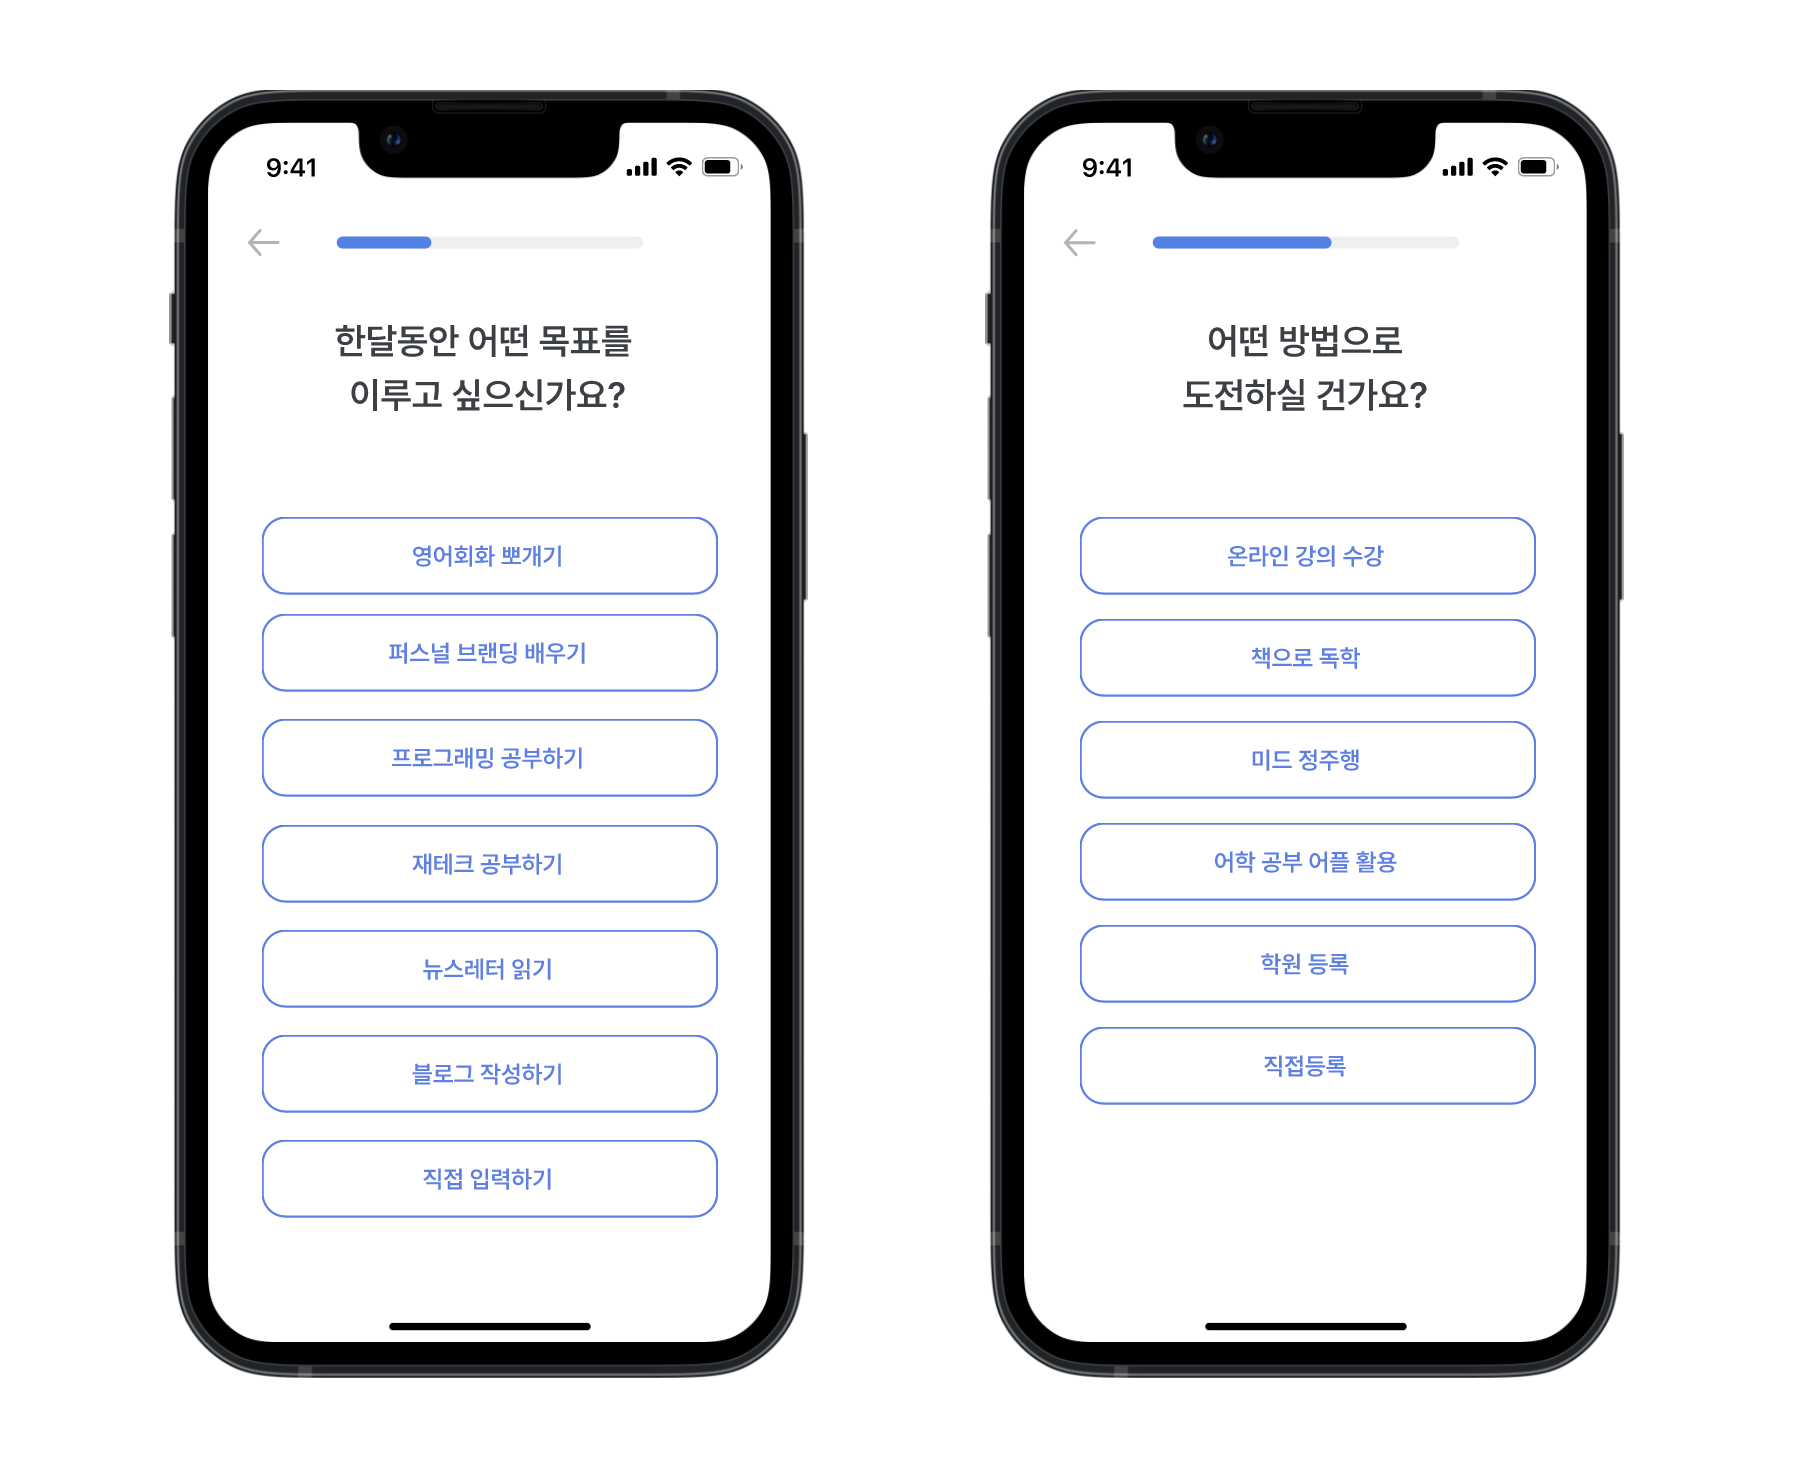 9:41
한달동안 어떤 목표를
이루고 싶으신가요?
영어회화 뽀개기
퍼스널 브랜딩 배우기
프로그래밍 공부하기
재테크 공부하기
뉴스레터 읽기
블로그 작성하기
직접 입력하기
9:41
어떤 방법으로
도전하실 건가요?
온라인 강의 수강
책으로 독학
미드 정주행
어학 공부 어플 활용
학원 등록
직접등록